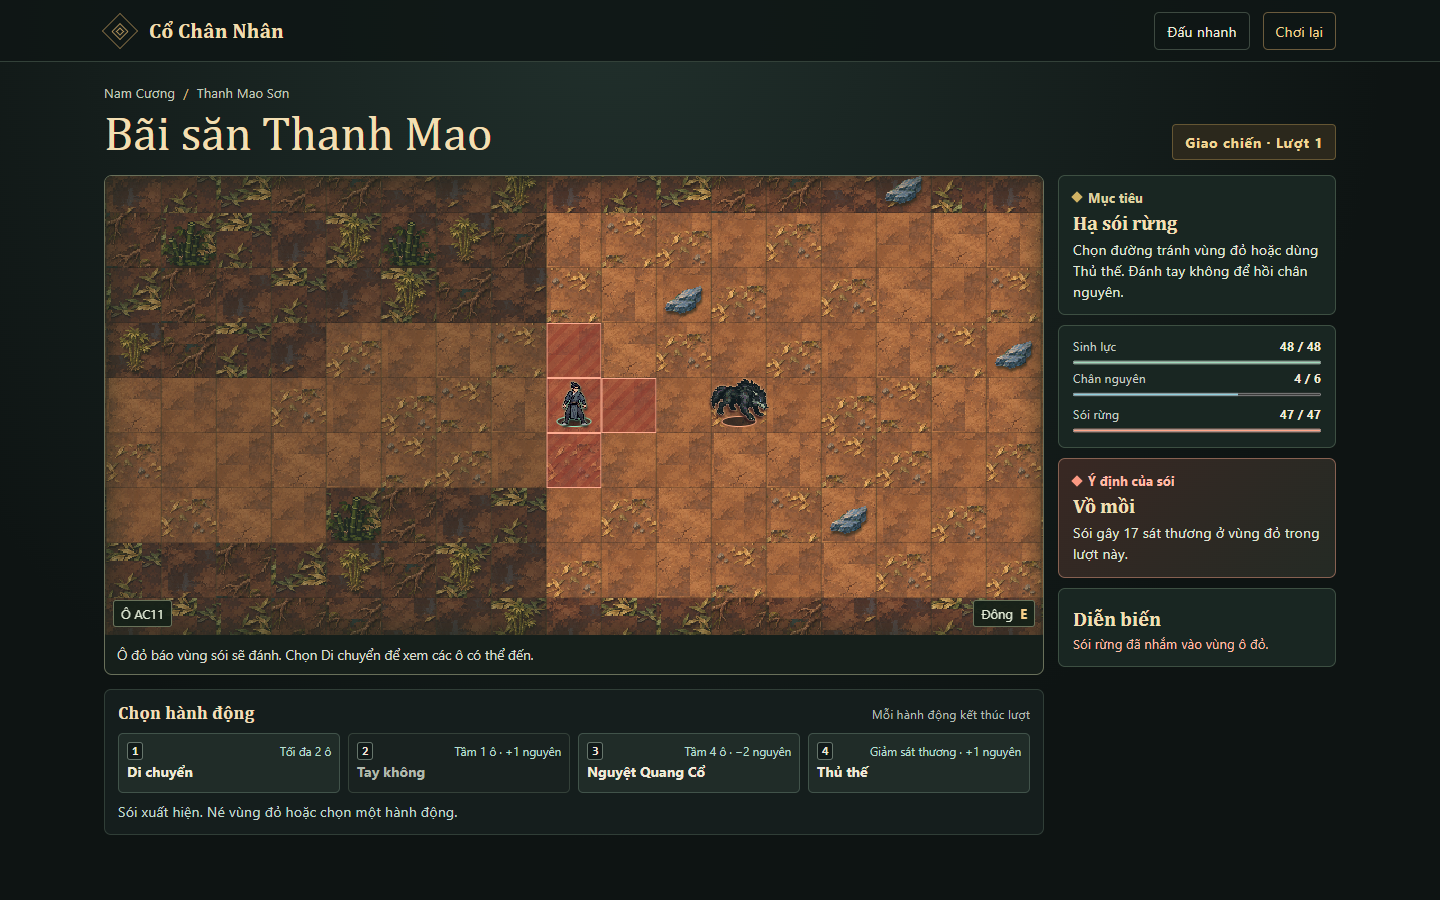 Cổ Chân Nhân
Đấu nhanh
Chơi lại
Nam Cương / Thanh Mao Sơn
Bãi săn Thanh Mao
Giao chiến · Lượt 1
Ô AC11
Đông E
Ô đỏ báo vùng sói sẽ đánh. Chọn Di chuyển để xem các ô có thể đến.
Mục tiêu
Hạ sói rừng
Chọn đường tránh vùng đỏ hoặc dùng
Thủ thế. Đánh tay không để hồi chân
nguyên.
Sinh lực 48 / 48
Chân nguyên 4 / 6
Sói rừng 47 / 47
Ý định của sói
Vồ mồi
Sói gây 17 sát thương ở vùng đỏ trong
lượt này.
Diễn biến
Sói rừng đã nhắm vào vùng ô đỏ.
Chọn hành động
Mỗi hành động kết thúc lượt
1 Tối đa 2 ô
Di chuyển
2 Tầm 1 ô · +1 nguyên
Tay không
3 Tầm 4 ô · −2 nguyên
Nguyệt Quang Cổ
4 Giảm sát thương · +1 nguyên
Thủ thế
Sói xuất hiện. Né vùng đỏ hoặc chọn một hành động.